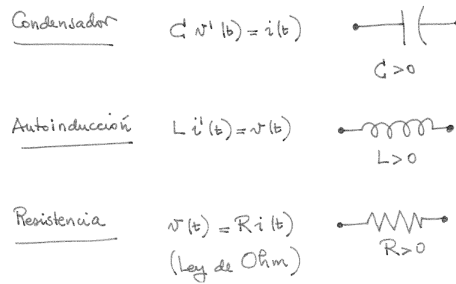 Condensador C v'(t) = i(t)
C>0
Autoinducción L i'(t) = v(t)
L>0
Resistencia v(t) = R i(t)
R>0
(Ley de Ohm)